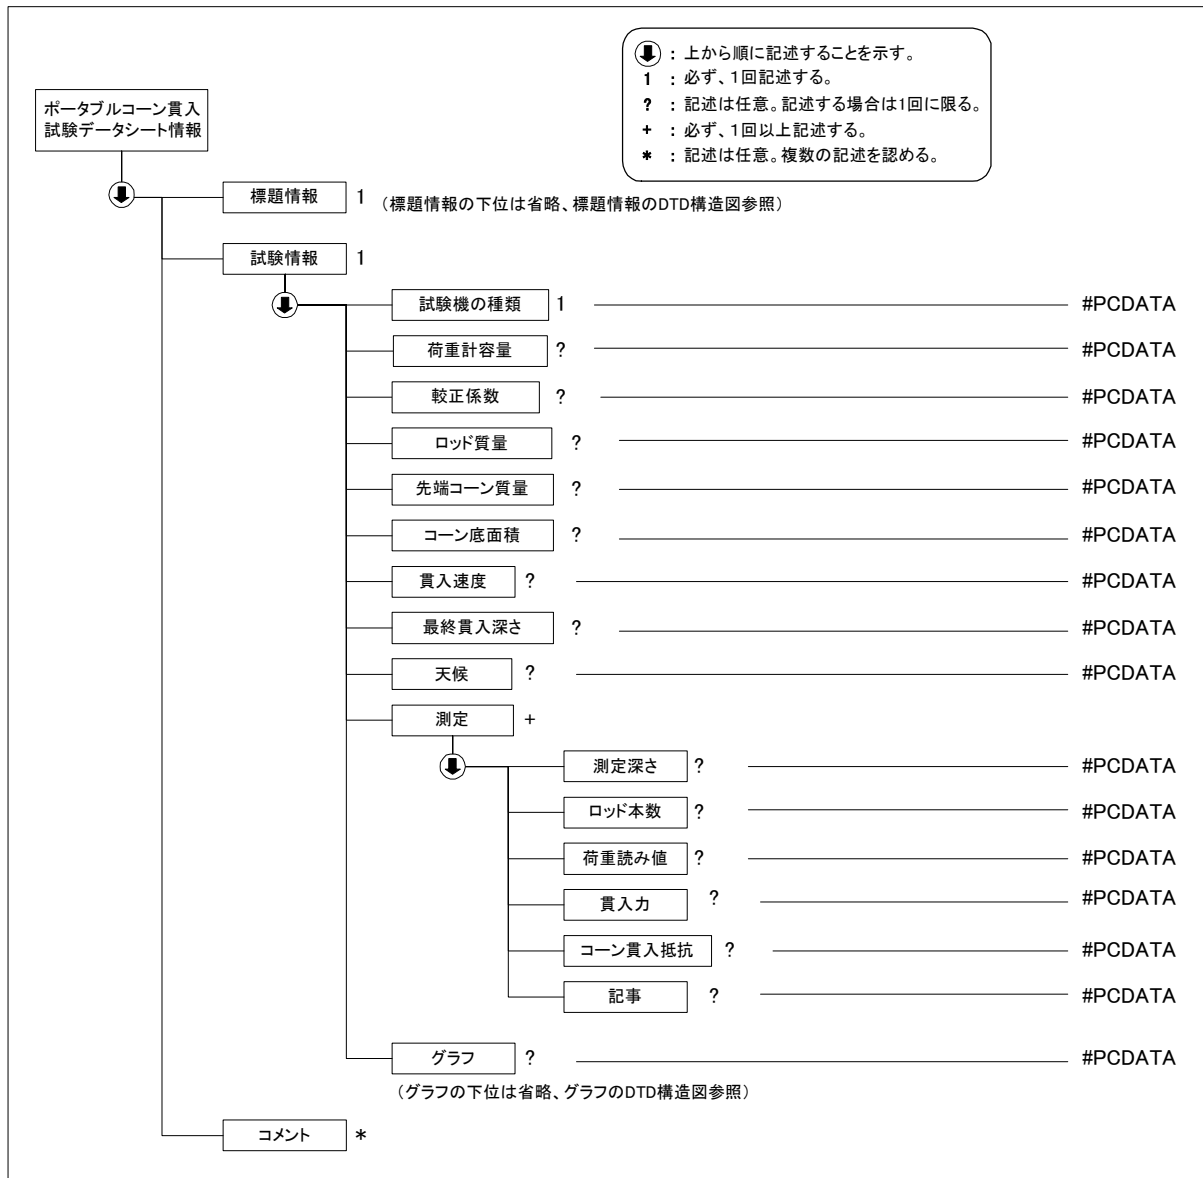 ：上から順に記述することを示す。
1 ：必ず、1回記述する。
? ：記述は任意。記述する場合は1回に限る。
+ ：必ず、1回以上記述する。
* ：記述は任意。複数の記述を認める。
ポータブルコーン貫入
試験データシート情報
標題情報 1 （標題情報の下位は省略、標題情報のDTD構造図参照）
試験情報 1
試験機の種類 1 #PCDATA
荷重計容量 ? #PCDATA
較正係数 ? #PCDATA
ロッド質量 ? #PCDATA
先端コーン質量 ? #PCDATA
コーン底面積 ? #PCDATA
貫入速度 ? #PCDATA
最終貫入深さ ? #PCDATA
天候 ? #PCDATA
測定 +
測定深さ ? #PCDATA
ロッド本数 ? #PCDATA
荷重読み値 ? #PCDATA
貫入力 ? #PCDATA
コーン貫入抵抗 ? #PCDATA
記事 ? #PCDATA
グラフ ? #PCDATA
（グラフの下位は省略、グラフのDTD構造図参照）
コメント *